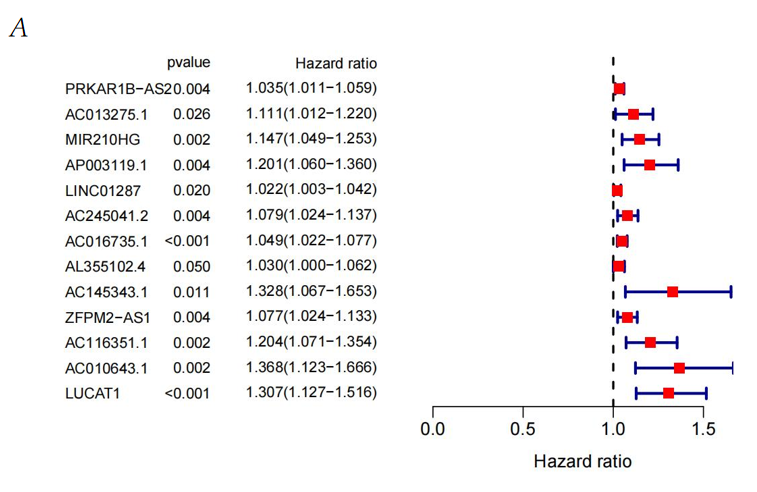 A
pvalue Hazard ratio
PRKAR1B−AS2 0.004 1.035(1.011−1.059)
AC013275.1 0.026 1.111(1.012−1.220)
MIR210HG 0.002 1.147(1.049−1.253)
AP003119.1 0.004 1.201(1.060−1.360)
LINC01287 0.020 1.022(1.003−1.042)
AC245041.2 0.004 1.079(1.024−1.137)
AC016735.1 <0.001 1.049(1.022−1.077)
AL355102.4 0.050 1.030(1.000−1.062)
AC145343.1 0.011 1.328(1.067−1.653)
ZFPM2−AS1 0.004 1.077(1.024−1.133)
AC116351.1 0.002 1.204(1.071−1.354)
AC010643.1 0.002 1.368(1.123−1.666)
LUCAT1 <0.001 1.307(1.127−1.516)
0.0 0.5 1.0 1.5
Hazard ratio